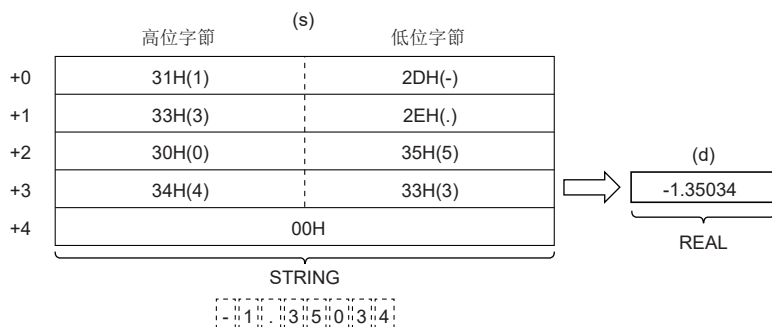 (s)
高位字節 低位字節
+0 31H(1) 2DH(-)
+1 33H(3) 2EH(.)
+2 30H(0) 35H(5)
+3 34H(4) 33H(3)
+4 00H
(d)
-1.35034
REAL
STRING
- 1 . 3 5 0 3 4